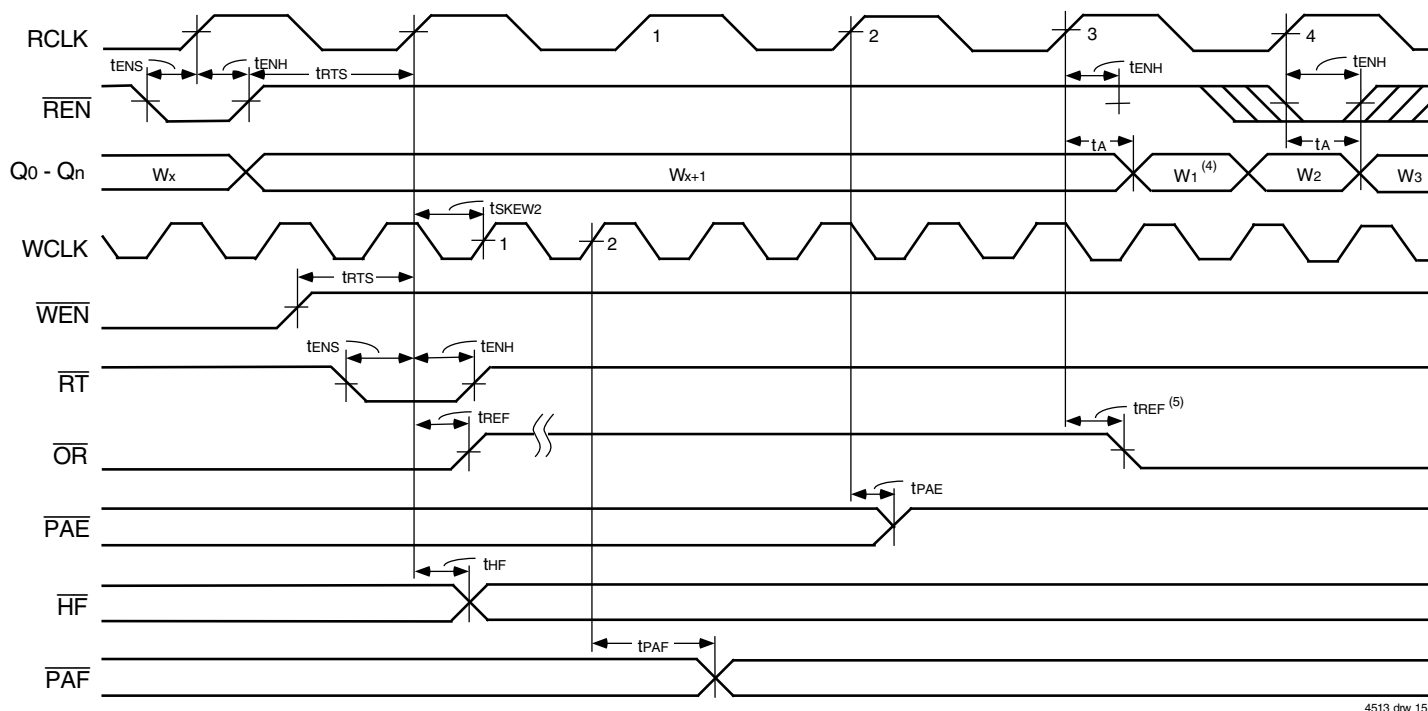 RCLK 1 2 3 4
tENS tENH tRTS tENH tENH
REN
tA tA
Q0 - Qn Wx Wx+1 W1 (4) W2 W3
tSKEW2
WCLK 1 2
tRTS
WEN
tENS tENH
RT
tREF tREF (5)
OR
tPAE
PAE
tHF
HF
tPAF
PAF
4513 drw 15